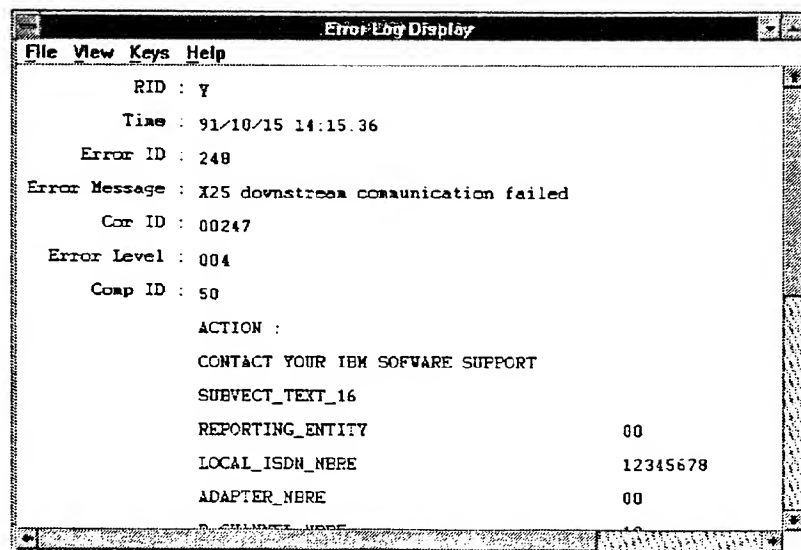 Error Log Display
File View Keys Help
RID : Y
Time : 91/10/15 14:15.36
Error ID : 248
Error Message : X25 downstream communication failed
Cor ID : 00247
Error Level : 004
Comp ID : 50
ACTION :
CONTACT YOUR IBM SOFWARE SUPPORT
SUBVECT_TEXT_16
REPORTING_ENTITY 00
LOCAL_ISDN_NBRE 12345678
ADAPTER_NBRE 00